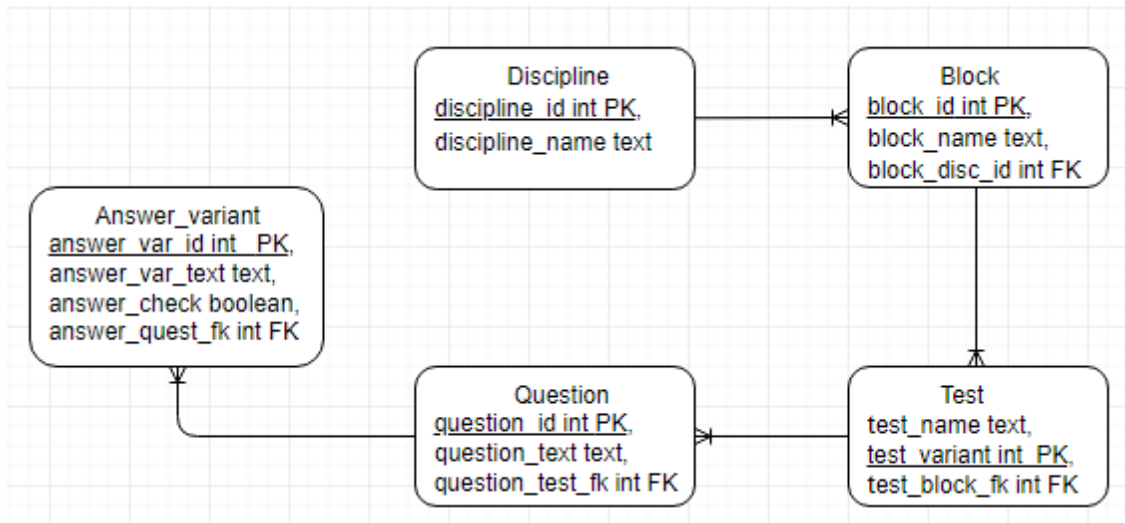 Discipline
discipline_id int PK,
discipline_name text
Block
block_id int PK,
block_name text,
block_disc_id int FK
Answer_variant
answer_var_id int PK,
answer_var_text text,
answer_check boolean,
answer_quest_fk int FK
Question
question_id int PK,
question_text text,
question_test_fk int FK
Test
test_name text,
test_variant int PK,
test_block_fk int FK